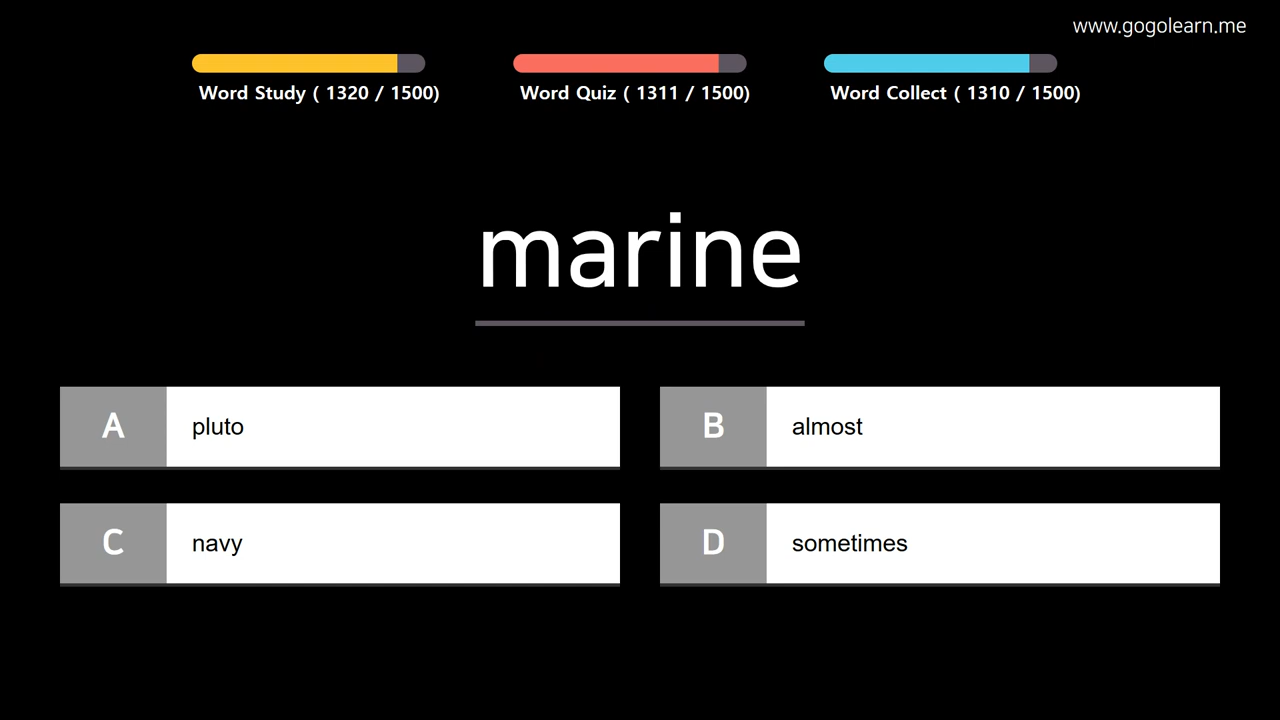 www.gogolearn.me
Word Study ( 1320 / 1500)
Word Quiz ( 1311 / 1500)
Word Collect ( 1310 / 1500)
marine
A pluto
B almost
C navy
D sometimes